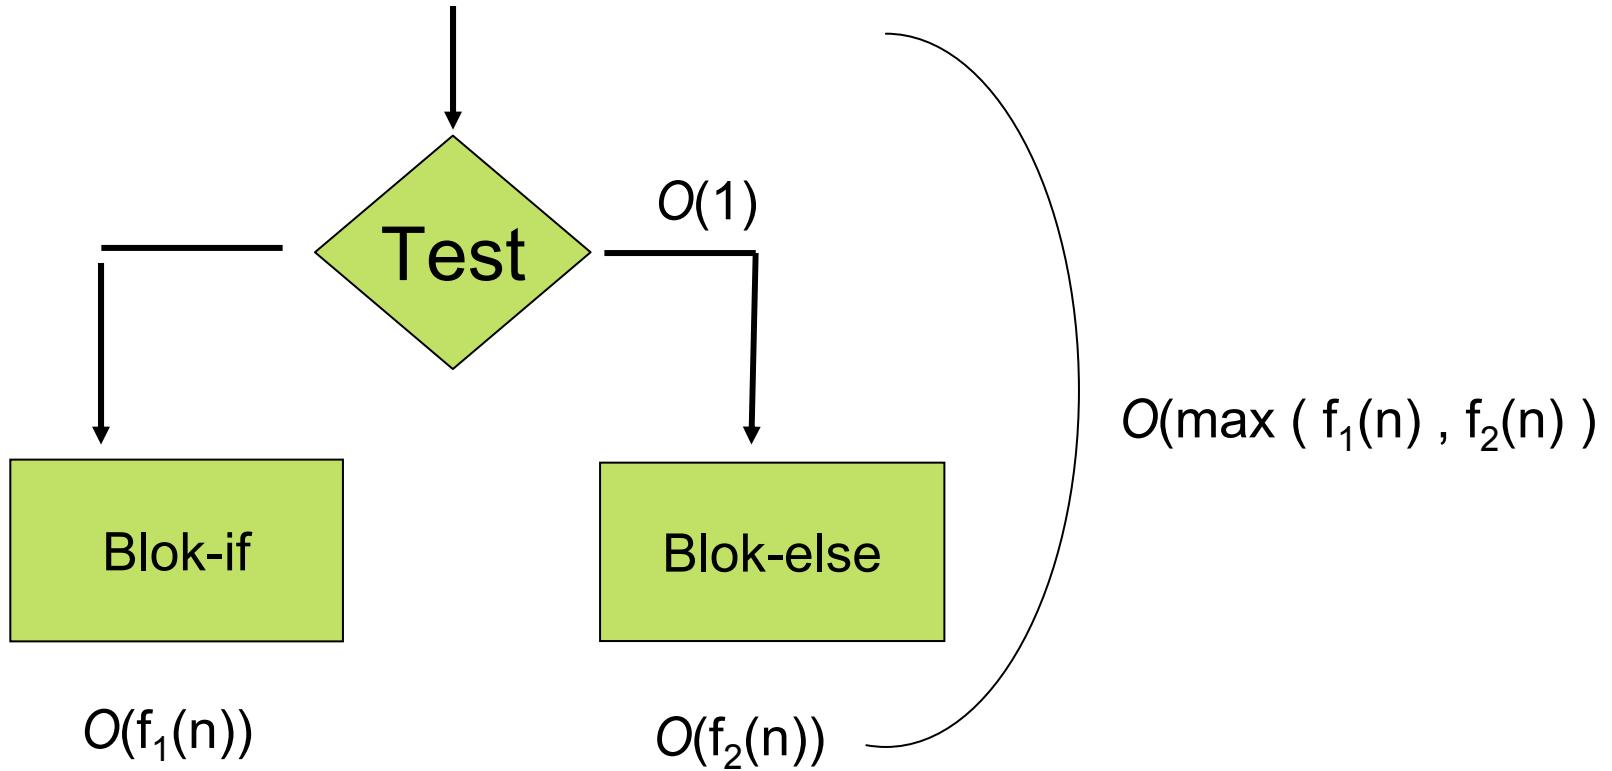 O(1)
Test
O(max ( f₁(n) , f₂(n) )
Blok-if
Blok-else
O(f₁(n))
O(f₂(n))